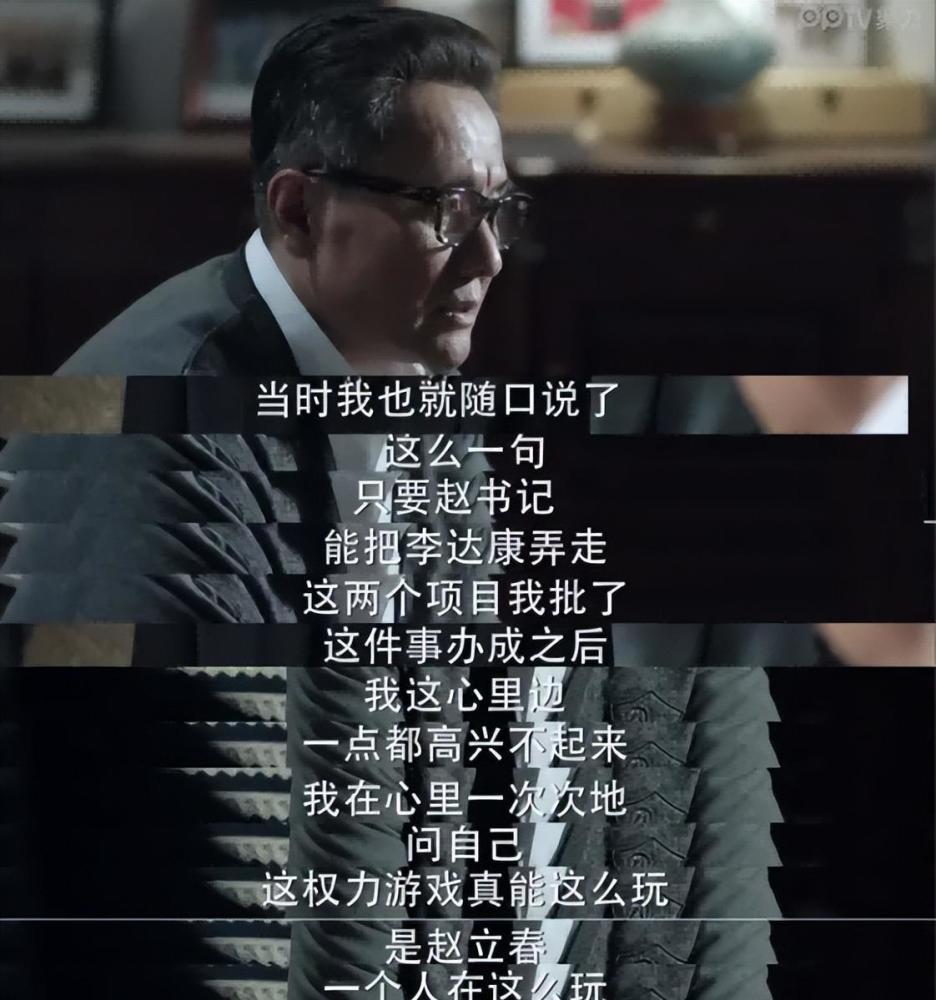 当时我也就随口说了
这么一句
只要赵书记
能把李达康弄走
这两个项目我批了
这件事办成之后
我这心里边
一点都高兴不起来
我在心里一次次地
问自己
这权力游戏真能这么玩
是赵立春
一个人在这么玩